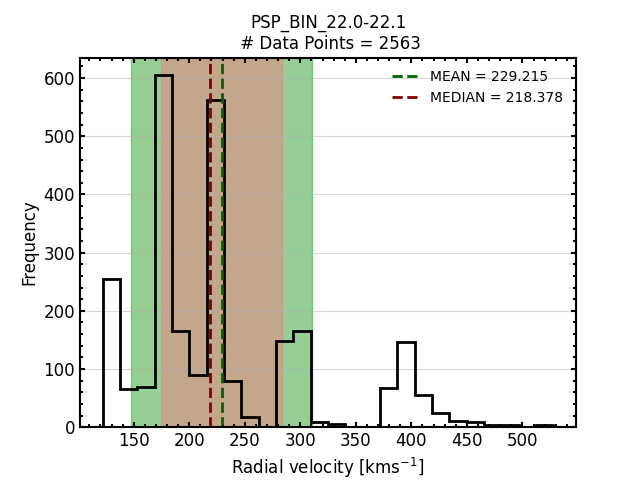 PSP_BIN_22.0-22.1
# Data Points = 2563
MEAN = 229.215
MEDIAN = 218.378
Frequency
600
500
400
300
200
100
0
150 200 250 300 350 400 450 500
Radial velocity [kms⁻¹]